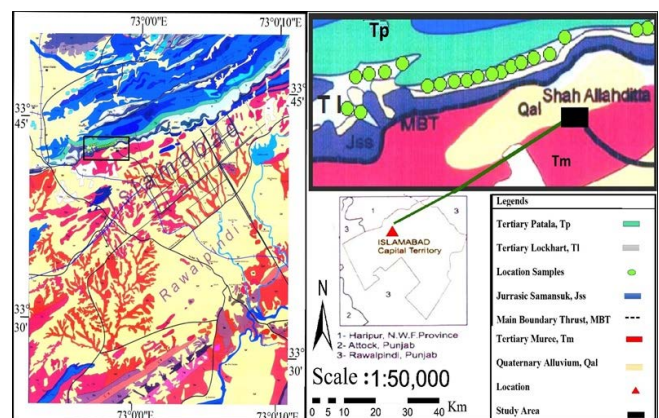 73°0'0"E
73°0'10"E
33°
45'
Islamabad
Rawalpindi
33°
30'
73°0'0"E
73°0'10"E
33°
45'
33°
30'
Tp
Tl
Jss
MBT
Qal
Shah Allahditta
Tm
1
3
2
3
ISLAMABAD
CAPITAL TERRITORY
1- Haripur, N.W.F.Province
2- Attock, Punjab
3- Rawalpindi, Punjab
N
Scale :1:50,000
0 5 10 20 30 40
Km
Legends
Tertiary Patala, Tp
Tertiary Lockhart, Tl
Location Samples
Jurrasic Samansuk, Jss
Main Boundary Thrust, MBT
Tertiary Muree, Tm
Quaternary Alluvium, Qal
Location
Study Area